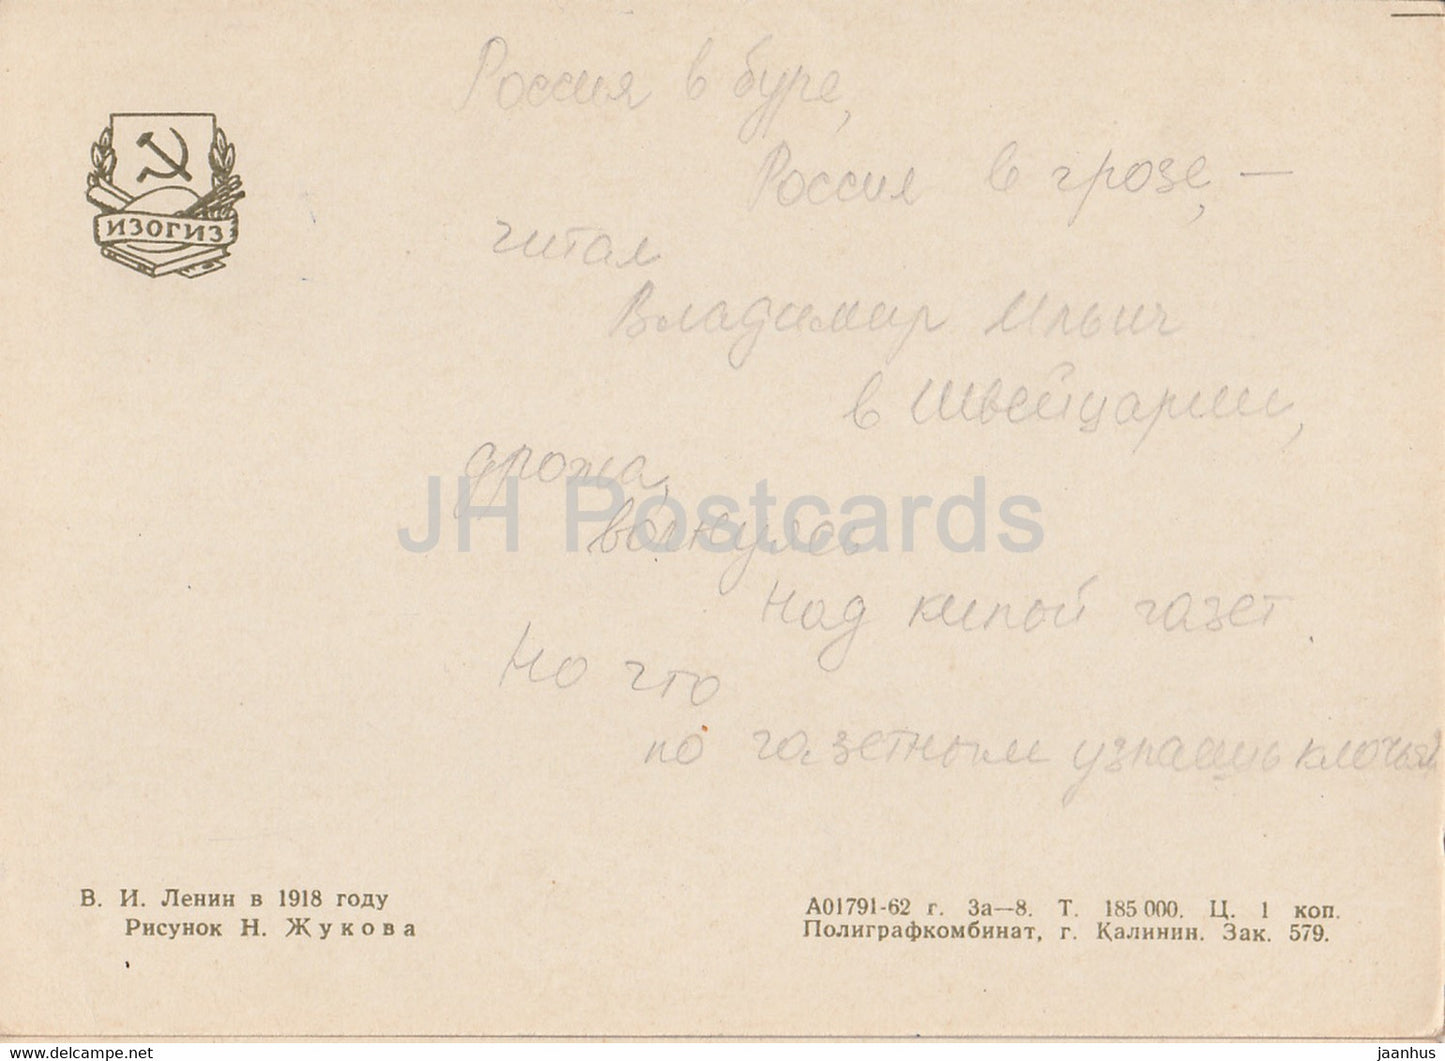 Россия в буре,
Россия в грозе, —
читал
Владимир Ильич
в Швейцарии,
дрожа,
волнуясь
над кипой газет.
Но что
по газетным узнаешь клочьям
ИЗОГИЗ
JH Postcards
В. И. Ленин в 1918 году
Рисунок Н. Жукова
А01791-62 г. За—8. Т. 185 000. Ц. 1 коп.
Полиграфкомбинат, г. Калинин. Зак. 579.
delcampe.net
jaanhus